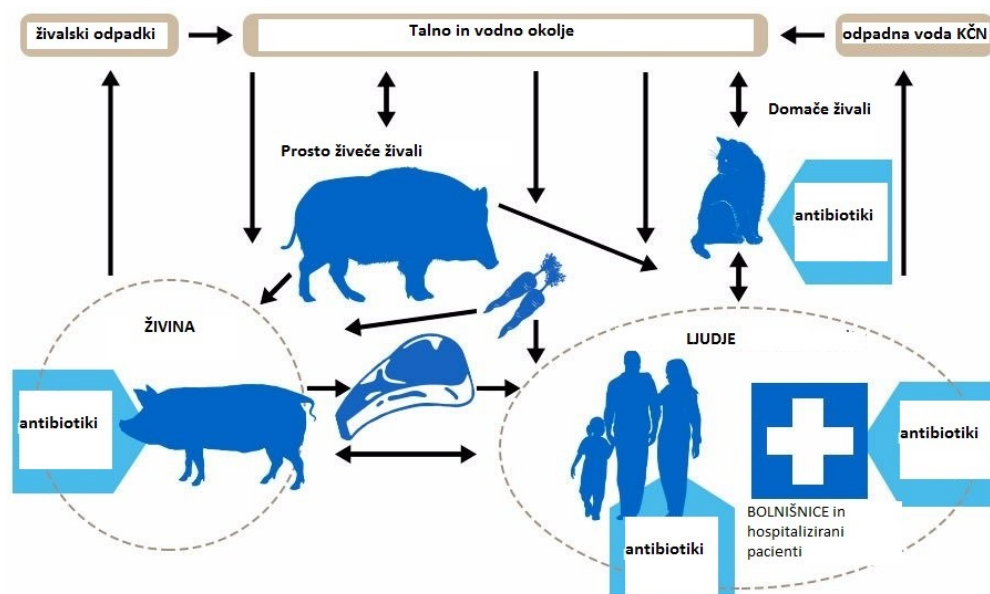 živalski odpadki
Talno in vodno okolje
odpadna voda KČN
Domače živali
Prosto živeče živali
antibiotiki
ŽIVINA
LJUDJE
antibiotiki
antibiotiki
BOLNIŠNICE in
hospitalizirani
pacienti
antibiotiki